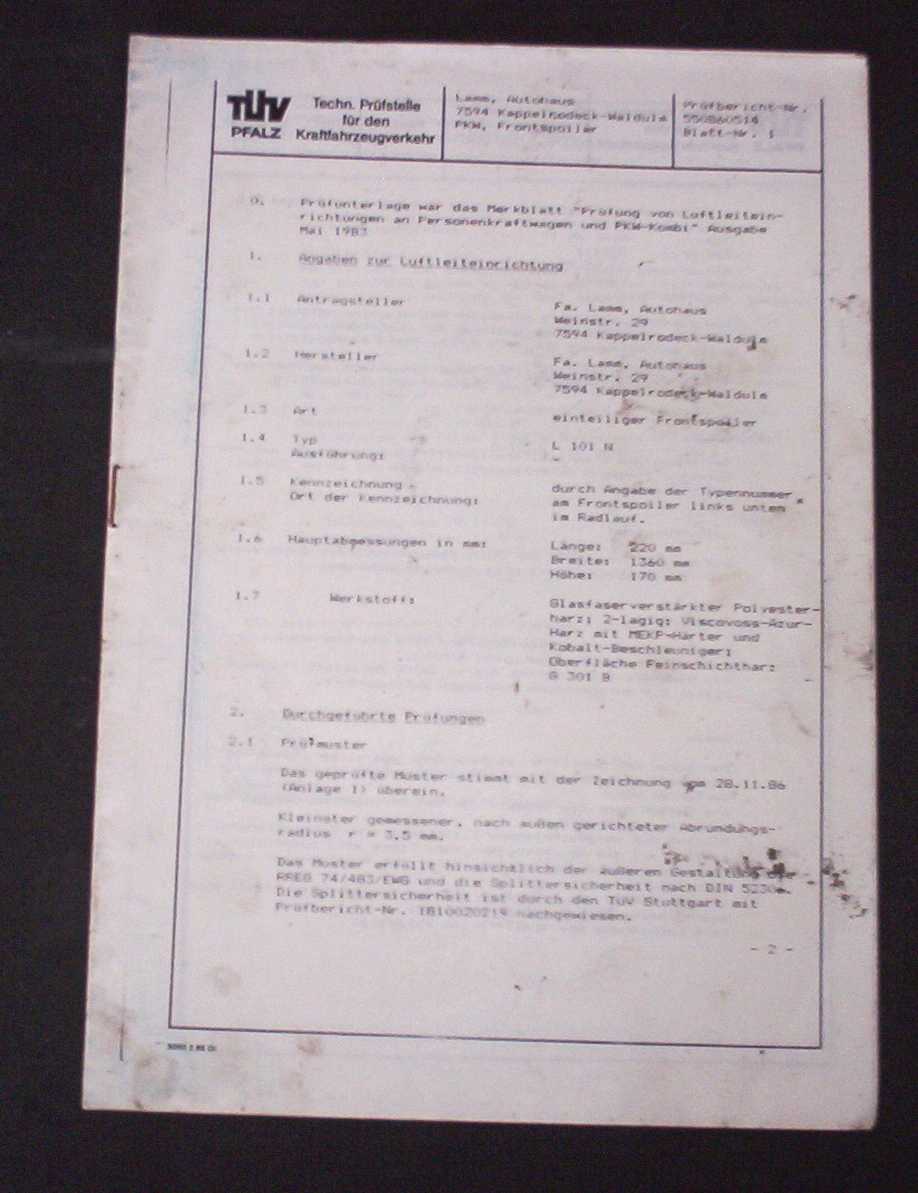 TÜV
PFALZ
Techn. Prüfstelle
für den
Kraftfahrzeugverkehr
Lamm, Autohaus
7594 Kappelrodeck-Waldulm
PKW, Frontspoiler
Prüfbericht-Nr.
550860514
Blatt-Nr. 1
0. Prüfunterlage war das Merkblatt "Prüfung von Luftleitein-
richtungen an Personenkraftwagen und PKW-Kombi" Ausgabe
Mai 1983
1. Angaben zur Luftleiteinrichtung
1.1 Antragsteller Fa. Lamm, Autohaus
Weinstr. 29
7594 Kappelrodeck-Waldulm
1.2 Hersteller Fa. Lamm, Autohaus
Weinstr. 29
7594 Kappelrodeck-Waldulm
1.3 Art einteiliger Frontspoiler
1.4 Typ L 101 N
Ausführung: -
1.5 Kennzeichnung - durch Angabe der Typennummer
Ort der Kennzeichnung: am Frontspoiler links unten
im Radlauf.
1.6 Hauptabmessungen in mm: Länge: 220 mm
Breite: 1360 mm
Höhe: 170 mm
1.7 Werkstoff: Glasfaserverstärkter Polyester-
harz; 2-lagig: Viscovoss-Azur-
Harz mit MEKP-Härter und
Kobalt-Beschleuniger;
Oberfläche Feinschichthar:
G 301 B
2. Durchgeführte Prüfungen
2.1 Prüfmuster
Das geprüfte Muster stimmt mit der Zeichnung vom 28.11.86
(Anlage 1) überein.
Kleinster gemessener, nach außen gerichteter Abrundungs-
radius r = 3,5 mm.
Das Muster erfüllt hinsichtlich der äußeren Gestaltung der
RREG 74/483/EWG und die Splittersicherheit nach DIN
Die Splittersicherheit ist durch den TÜV Stuttgart mit
Prüfbericht-Nr. 1810020219 nachgewiesen.
- 2 -